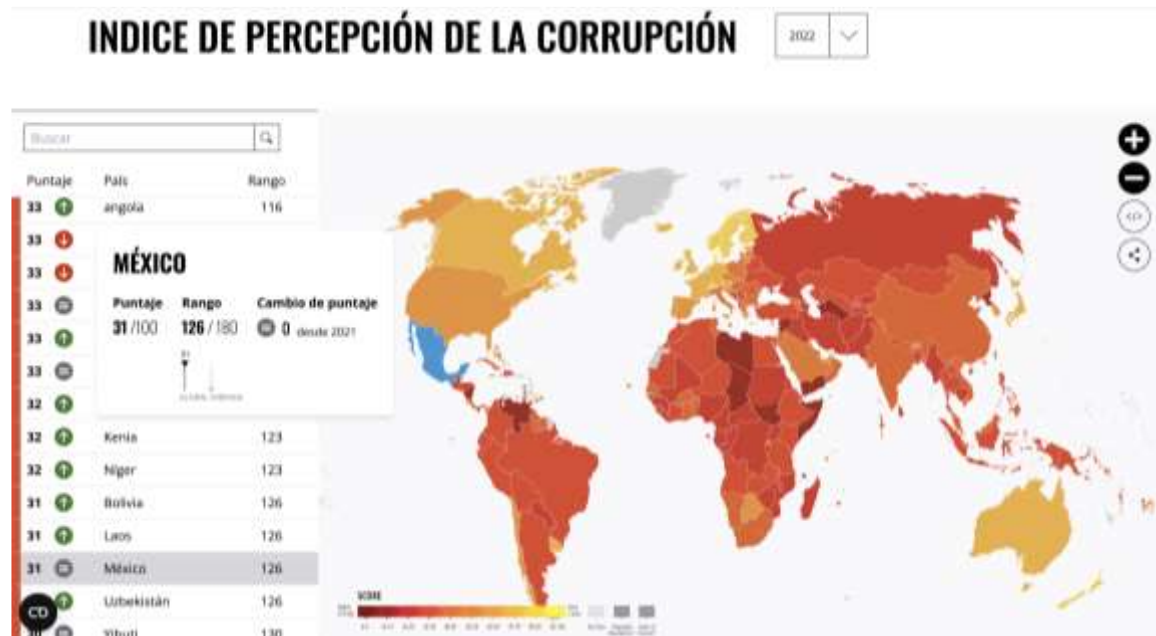 INDICE DE PERCEPCIÓN DE LA CORRUPCIÓN
2022
Buscar
Puntaje País Rango
33 angola 116
33
33
33
33
33
32
MÉXICO
Puntaje Rango Cambio de puntaje
31/100 126/180 0 desde 2021
32 Kenia 123
32 Níger 123
31 Bolivia 126
31 Laos 126
31 México 126
Uzbekistán 126
Yibuti 130
SCORE
CD